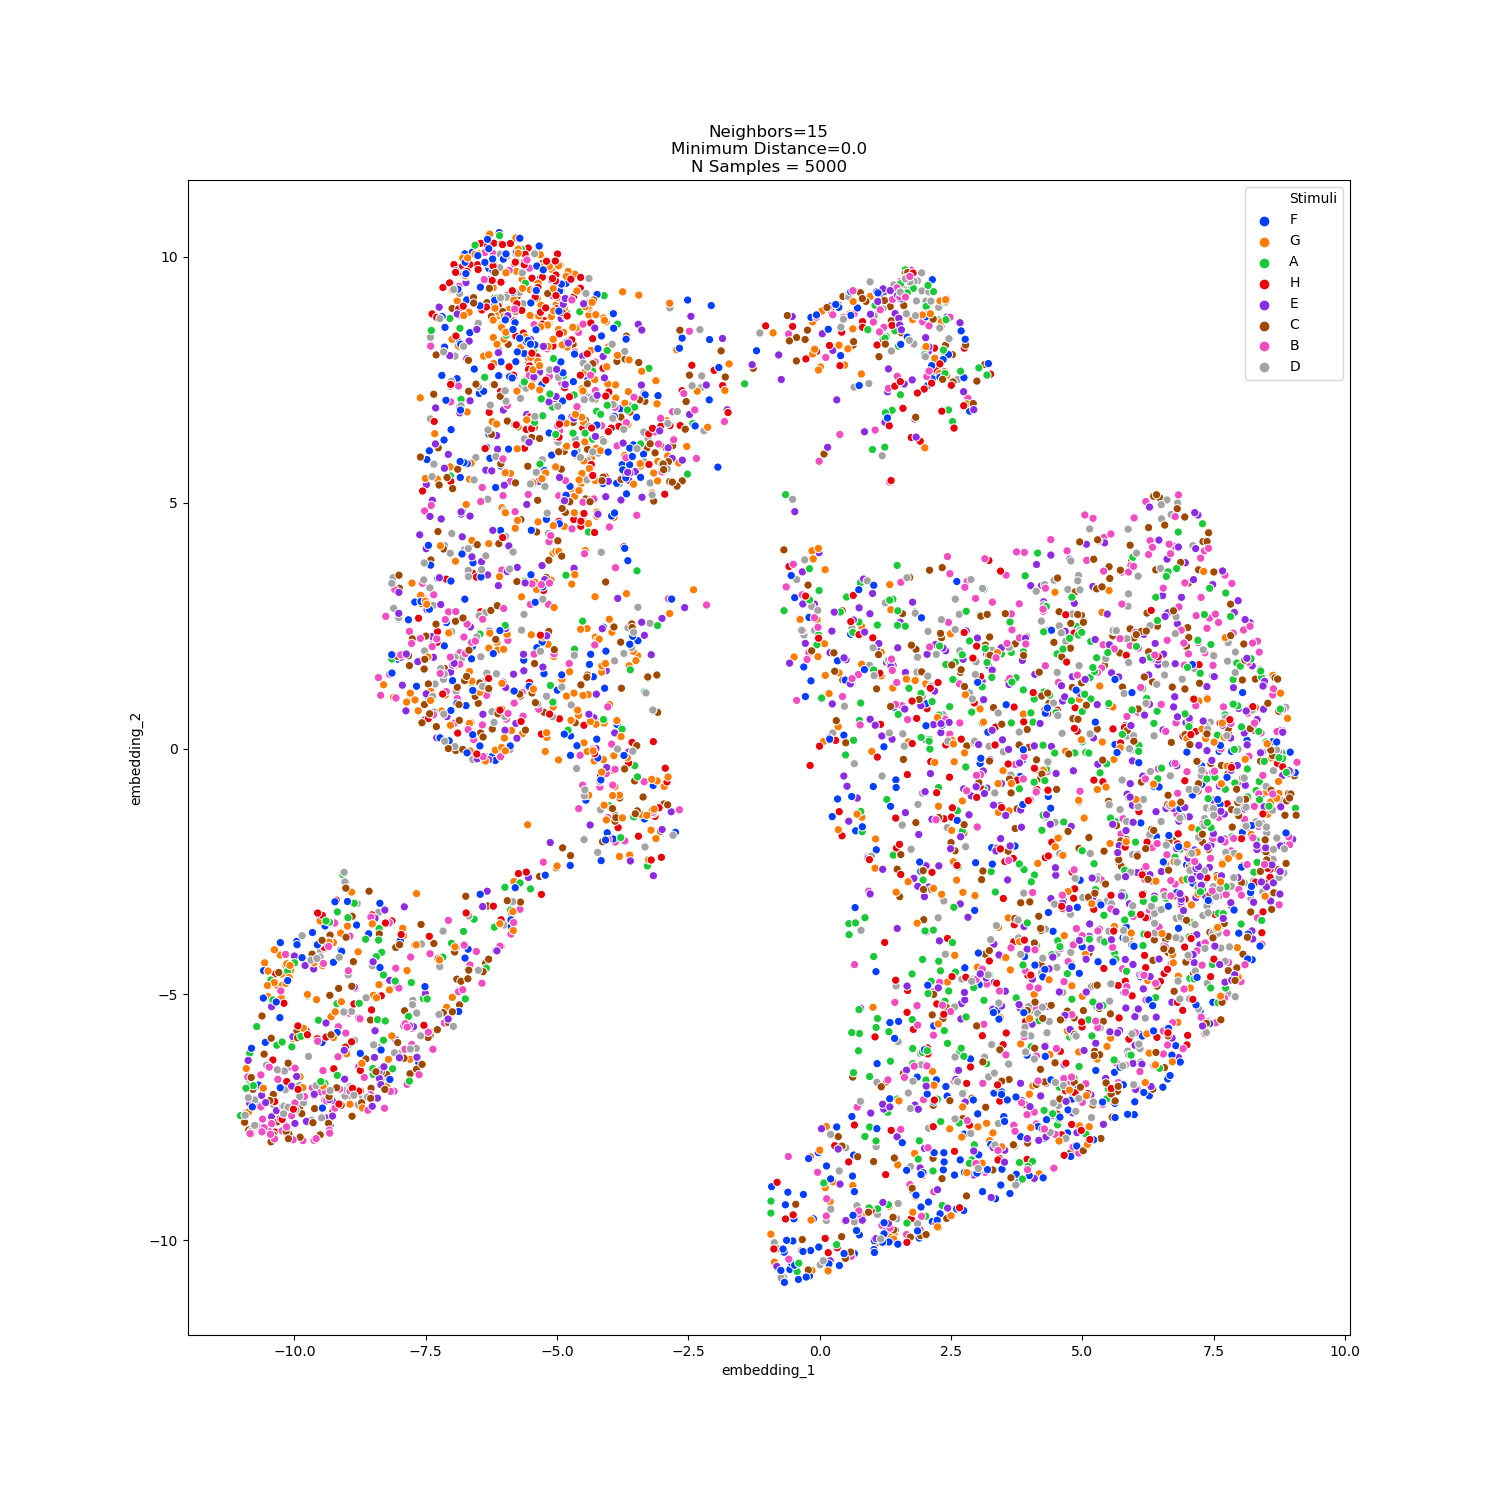 Neighbors=15
Minimum Distance=0.0
N Samples = 5000
Stimuli
F
G
A
H
E
C
B
D
10
5
0
−5
−10
embedding_2
−10.0 −7.5 −5.0 −2.5 0.0 2.5 5.0 7.5 10.0
embedding_1